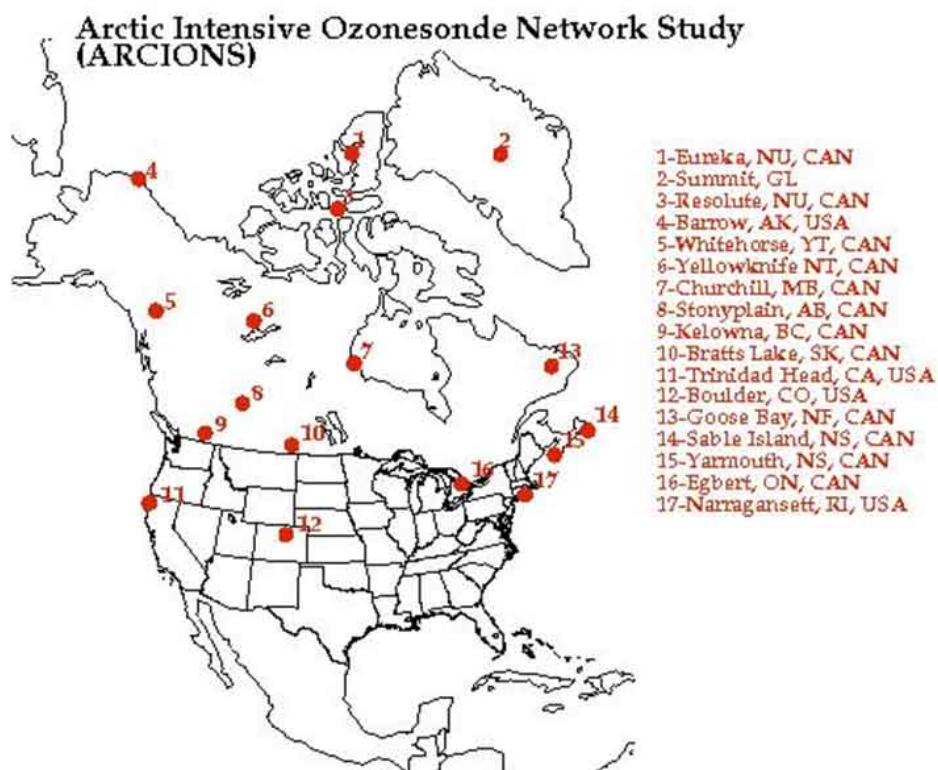 Arctic Intensive Ozonesonde Network Study
(ARCIONS)
1
2
3
4
5
6
7
8
9
10
11
12
13
14
15
16
17
1-Eureka, NU, CAN
2-Summit, GL
3-Resolute, NU, CAN
4-Barrow, AK, USA
5-Whitehorse, YT, CAN
6-Yellowknife NT, CAN
7-Churchill, MB, CAN
8-Stonyplain, AB, CAN
9-Kelowna, BC, CAN
10-Bratts Lake, SK, CAN
11-Trinidad Head, CA, USA
12-Boulder, CO, USA
13-Goose Bay, NF, CAN
14-Sable Island, NS, CAN
15-Yarmouth, NS, CAN
16-Egbert, ON, CAN
17-Narragansett, RI, USA